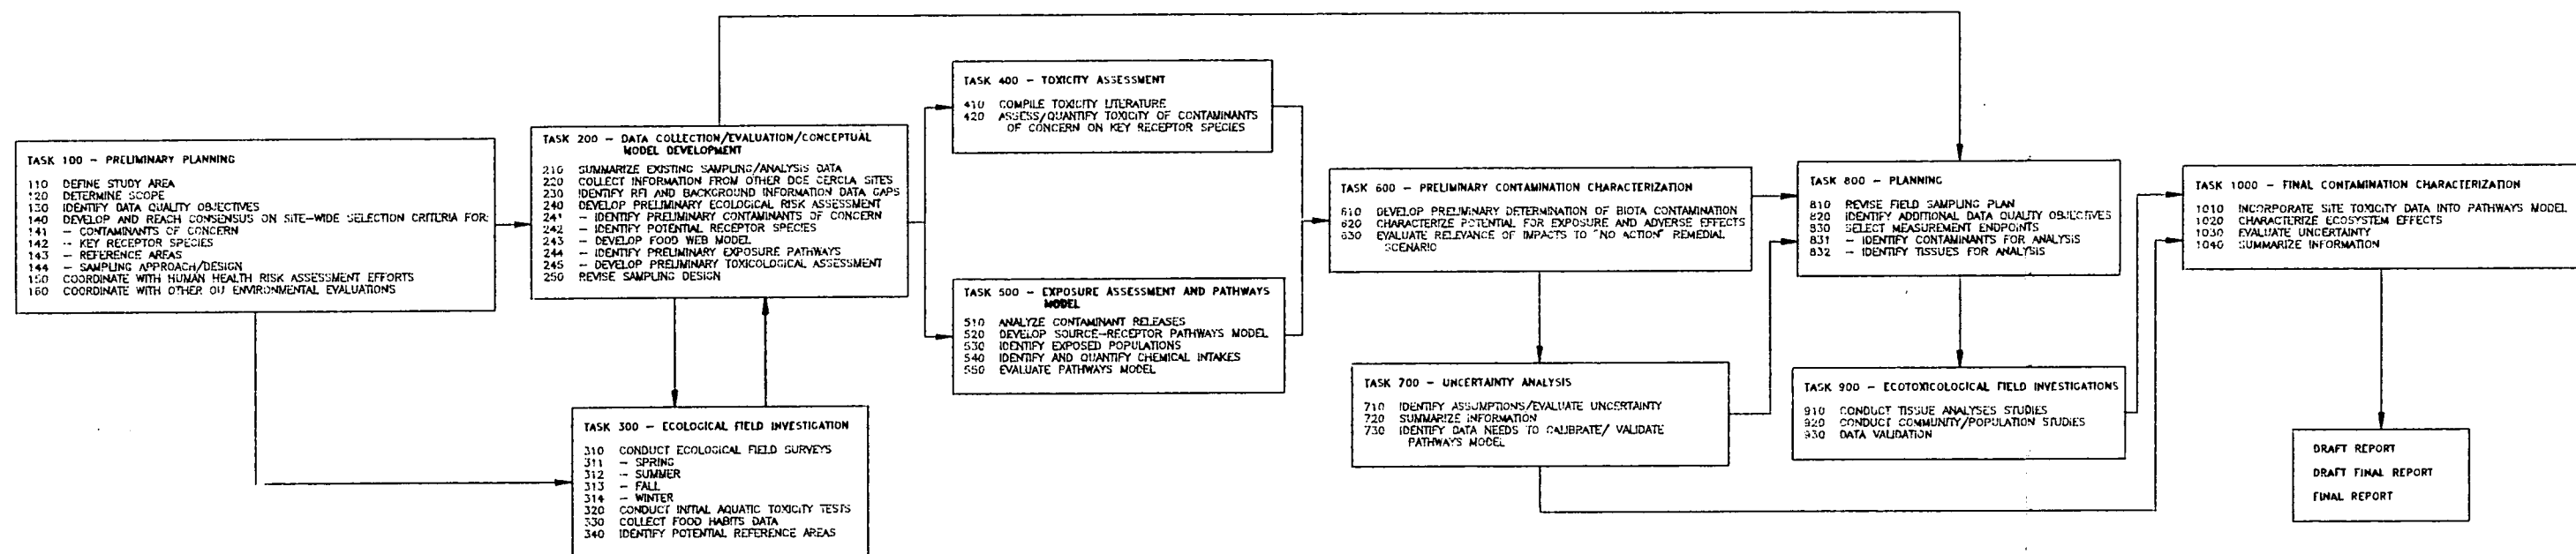 TASK 100 - PRELIMINARY PLANNING
110 DEFINE STUDY AREA
120 DETERMINE SCOPE
130 IDENTIFY DATA QUALITY OBJECTIVES
140 DEVELOP AND REACH CONSENSUS ON SITE-WIDE SELECTION CRITERIA FOR:
141 - CONTAMINANTS OF CONCERN
142 - KEY RECEPTOR SPECIES
143 - REFERENCE AREAS
144 - SAMPLING APPROACH/DESIGN
150 COORDINATE WITH HUMAN HEALTH RISK ASSESSMENT EFFORTS
160 COORDINATE WITH OTHER OU ENVIRONMENTAL EVALUATIONS
TASK 200 - DATA COLLECTION/EVALUATION/CONCEPTUAL
MODEL DEVELOPMENT
210 SUMMARIZE EXISTING SAMPLING/ANALYSIS DATA
220 COLLECT INFORMATION FROM OTHER DOE CERCLA SITES
230 IDENTIFY RFI AND BACKGROUND INFORMATION DATA GAPS
240 DEVELOP PRELIMINARY ECOLOGICAL RISK ASSESSMENT
241 - IDENTIFY PRELIMINARY CONTAMINANTS OF CONCERN
242 - IDENTIFY POTENTIAL RECEPTOR SPECIES
243 - DEVELOP FOOD WEB MODEL
244 - IDENTIFY PRELIMINARY EXPOSURE PATHWAYS
245 - DEVELOP PRELIMINARY TOXICOLOGICAL ASSESSMENT
250 REVISE SAMPLING DESIGN
TASK 300 - ECOLOGICAL FIELD INVESTIGATION
310 CONDUCT ECOLOGICAL FIELD SURVEYS
311 - SPRING
312 - SUMMER
313 - FALL
314 - WINTER
320 CONDUCT INITIAL AQUATIC TOXICITY TESTS
330 COLLECT FOOD HABITS DATA
340 IDENTIFY POTENTIAL REFERENCE AREAS
TASK 400 - TOXICITY ASSESSMENT
410 COMPILE TOXICITY LITERATURE
420 ASSESS/QUANTIFY TOXICITY OF CONTAMINANTS
OF CONCERN ON KEY RECEPTOR SPECIES
TASK 500 - EXPOSURE ASSESSMENT AND PATHWAYS
MODEL
510 ANALYZE CONTAMINANT RELEASES
520 DEVELOP SOURCE-RECEPTOR PATHWAYS MODEL
530 IDENTIFY EXPOSED POPULATIONS
540 IDENTIFY AND QUANTIFY CHEMICAL INTAKES
550 EVALUATE PATHWAYS MODEL
TASK 600 - PRELIMINARY CONTAMINATION CHARACTERIZATION
610 DEVELOP PRELIMINARY DETERMINATION OF BIOTA CONTAMINATION
620 CHARACTERIZE POTENTIAL FOR EXPOSURE AND ADVERSE EFFECTS
630 EVALUATE RELEVANCE OF IMPACTS TO "NO ACTION" REMEDIAL
SCENARIO
TASK 700 - UNCERTAINTY ANALYSIS
710 IDENTIFY ASSUMPTIONS/EVALUATE UNCERTAINTY
720 SUMMARIZE INFORMATION
730 IDENTIFY DATA NEEDS TO CALIBRATE/ VALIDATE
PATHWAYS MODEL
TASK 800 - PLANNING
810 REVISE FIELD SAMPLING PLAN
820 IDENTIFY ADDITIONAL DATA QUALITY OBJECTIVES
830 SELECT MEASUREMENT ENDPOINTS
831 - IDENTIFY CONTAMINANTS FOR ANALYSIS
832 - IDENTIFY TISSUES FOR ANALYSIS
TASK 900 - ECOTOXICOLOGICAL FIELD INVESTIGATIONS
910 CONDUCT TISSUE ANALYSES STUDIES
920 CONDUCT COMMUNITY/POPULATION STUDIES
930 DATA VALIDATION
TASK 1000 - FINAL CONTAMINATION CHARACTERIZATION
1010 INCORPORATE SITE TOXICITY DATA INTO PATHWAYS MODEL
1020 CHARACTERIZE ECOSYSTEM EFFECTS
1030 EVALUATE UNCERTAINTY
1040 SUMMARIZE INFORMATION
DRAFT REPORT
DRAFT FINAL REPORT
FINAL REPORT